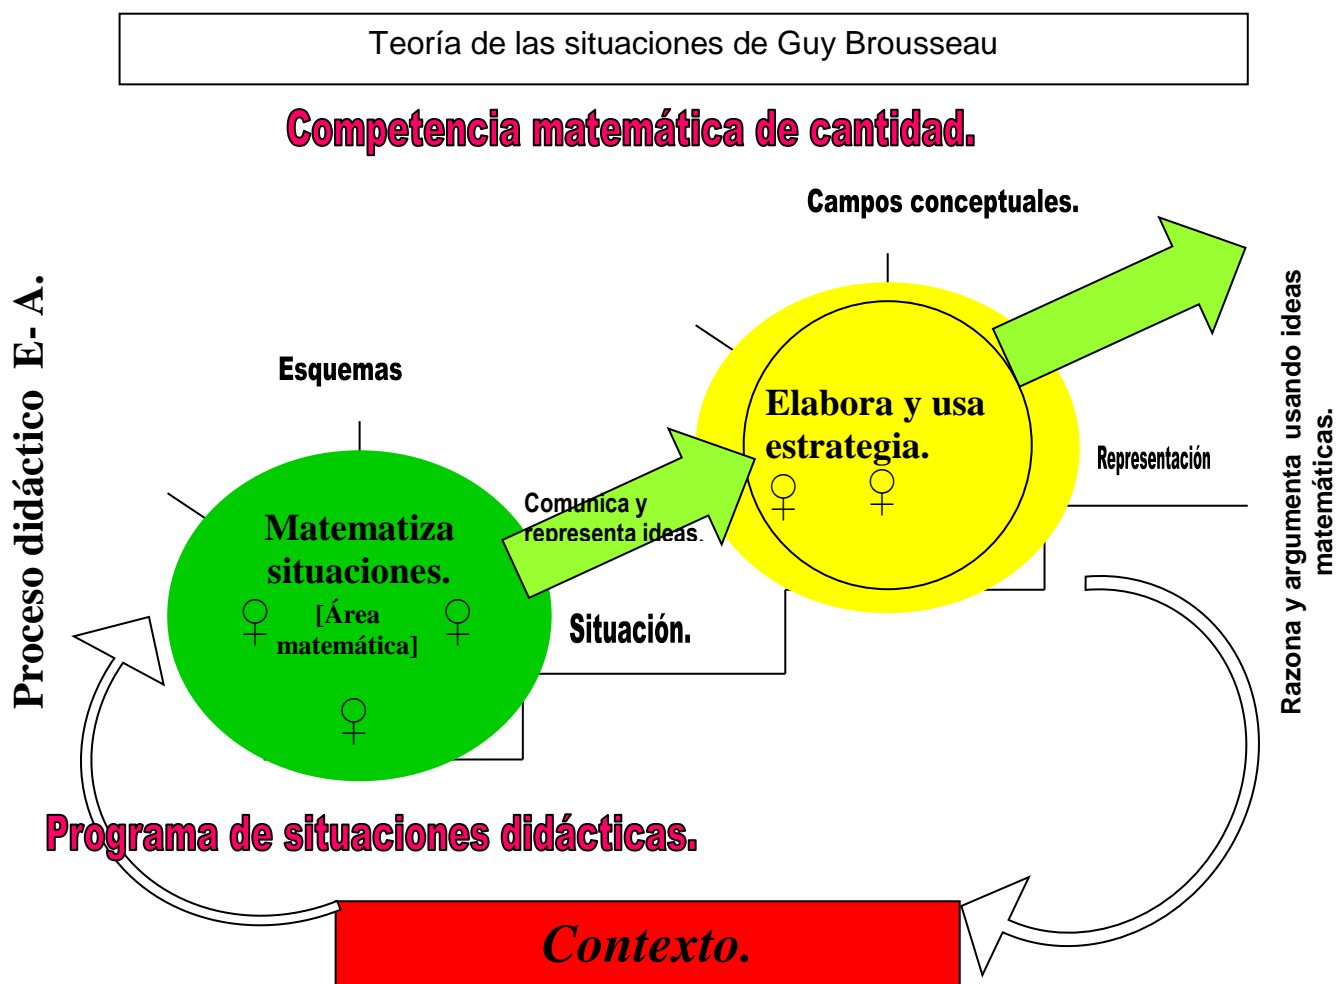 Teoría de las situaciones de Guy Brousseau
Competencia matemática de cantidad.
Campos conceptuales.
Proceso didáctico E- A.
Esquemas
Elabora y usa
estrategia.
Representación
Razona y argumenta usando ideas
matemáticas.
Comunica y
representa ideas.
Matematiza
situaciones.
[Área
matemática]
Situación.
Programa de situaciones didácticas.
Contexto.